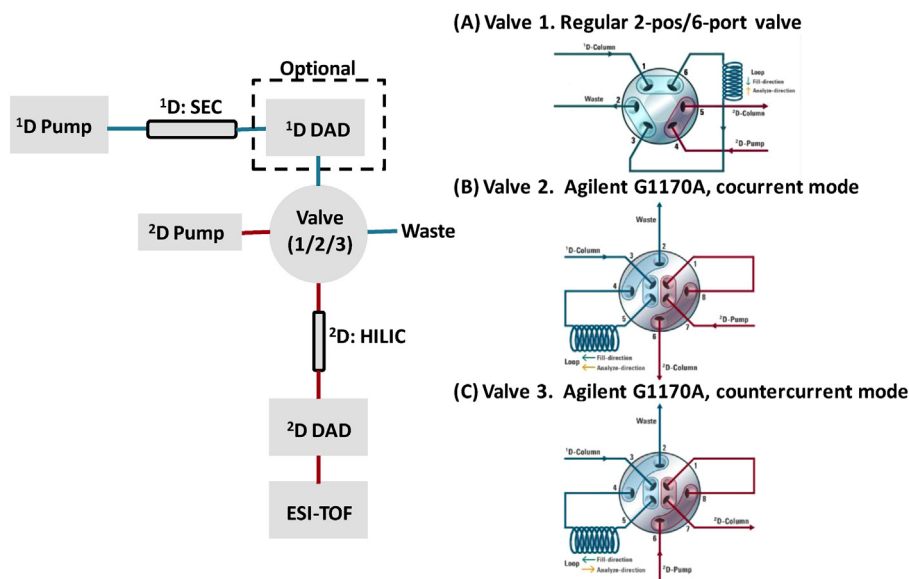 Optional
¹D: SEC
¹D Pump
¹D DAD
²D Pump
Valve
(1/2/3)
Waste
²D: HILIC
²D DAD
ESI-TOF
(A) Valve 1. Regular 2-pos/6-port valve
¹D-Column
1
6
Loop
Fill-direction
Analyze-direction
Waste
2
5
²D-Column
3
4
²D-Pump
(B) Valve 2. Agilent G1170A, cocurrent mode
Waste
2
¹D-Column
3
1
4
8
5
²D-Pump
6
7
Loop
Fill-direction
Analyze-direction
²D-Column
(C) Valve 3. Agilent G1170A, countercurrent mode
Waste
2
¹D-Column
3
1
4
8
5
²D-Column
6
7
Loop
Fill-direction
Analyze-direction
²D-Pump